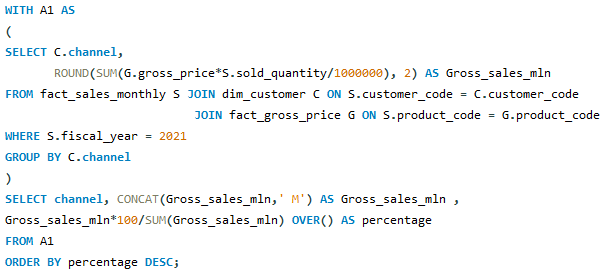 WITH A1 AS
(
SELECT C.channel,
       ROUND(SUM(G.gross_price*S.sold_quantity/1000000), 2) AS Gross_sales_mln
FROM fact_sales_monthly S JOIN dim_customer C ON S.customer_code = C.customer_code
                           JOIN fact_gross_price G ON S.product_code = G.product_code
WHERE S.fiscal_year = 2021
GROUP BY C.channel
)
SELECT channel, CONCAT(Gross_sales_mln,' M') AS Gross_sales_mln ,
Gross_sales_mln*100/SUM(Gross_sales_mln) OVER() AS percentage
FROM A1
ORDER BY percentage DESC;